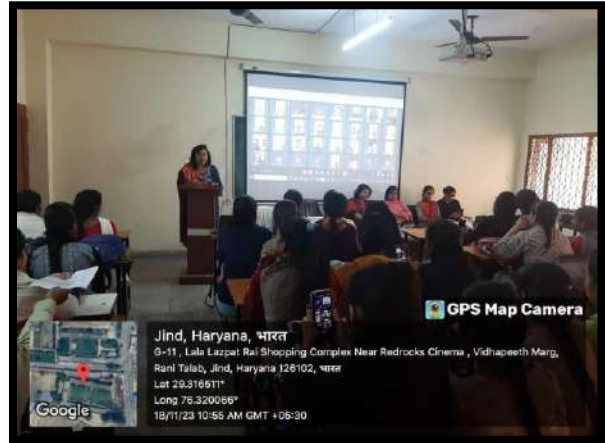 GPS Map Camera
Jind, Haryana, भारत
G-11 , Lala Lazpat Rai Shopping Complex Near Redrocks Cinema , Vidhapeeth Marg,
Rani Talab, Jind, Haryana 126102, भारत
Lat 29.316511°
Long 76.320066°
18/11/23 10:55 AM GMT +05:30
Google